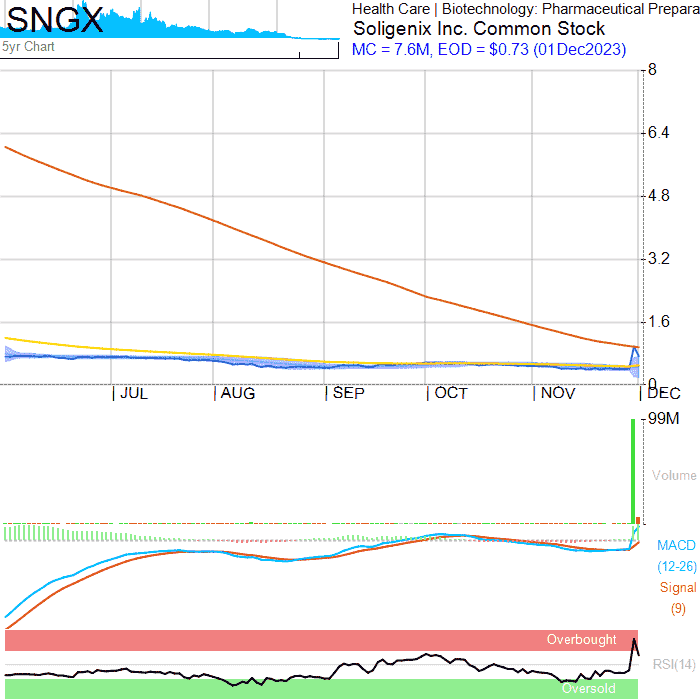 SNGX
5yr Chart
Health Care | Biotechnology: Pharmaceutical Prepara
Soligenix Inc. Common Stock
MC = 7.6M, EOD = $0.73 (01Dec2023)
8
6.4
4.8
3.2
1.6
0
JUL AUG SEP OCT NOV DEC
99M
Volume
MACD
(12-26)
Signal
(9)
Overbought
RSI(14)
Oversold